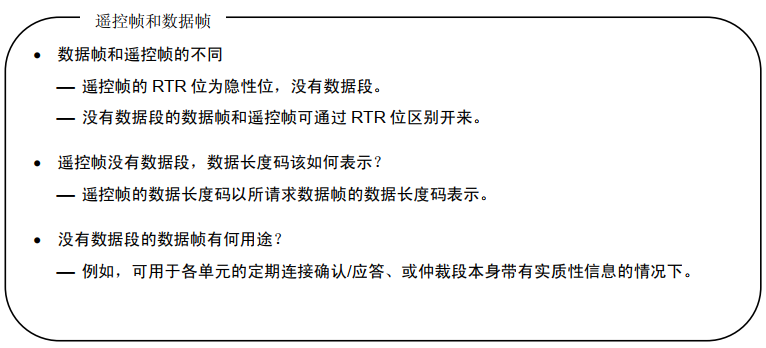 遥控帧和数据帧
● 数据帧和遥控帧的不同
— 遥控帧的 RTR 位为隐性位，没有数据段。
— 没有数据段的数据帧和遥控帧可通过 RTR 位区别开来。
● 遥控帧没有数据段，数据长度码该如何表示？
— 遥控帧的数据长度码以所请求数据帧的数据长度码表示。
● 没有数据段的数据帧有何用途？
— 例如，可用于各单元的定期连接确认/应答、或仲裁段本身带有实质性信息的情况下。